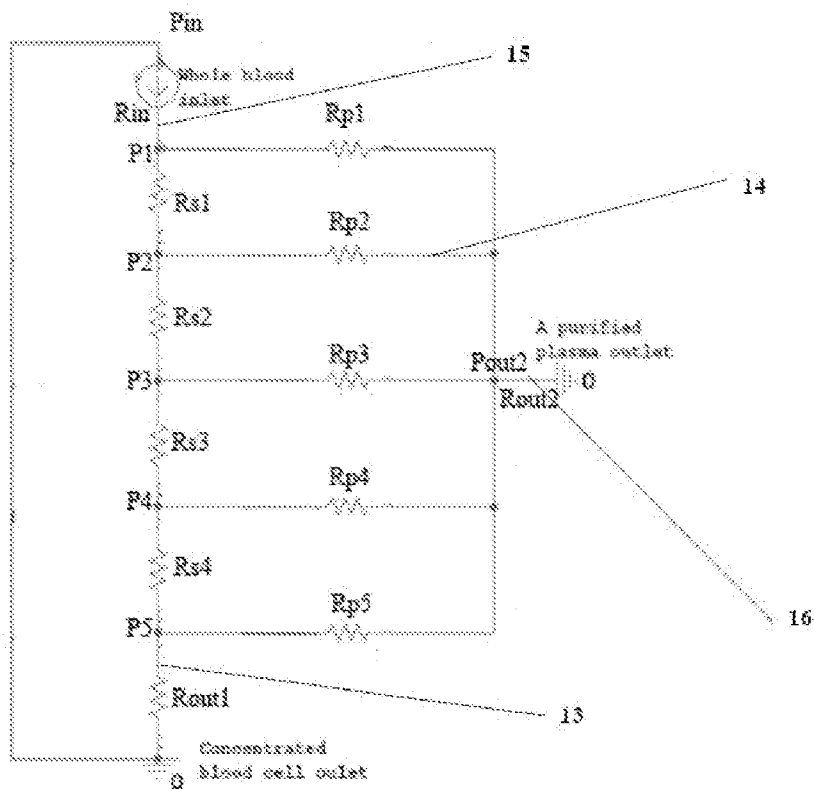 Pin
15
Whole blood
inlet
Rin
Rp1
P1
14
Rs1
Rp2
P2
A purified
plasma outlet
Rs2
Rp3
Pout2
P3
0
Rout2
Rs3
Rp4
P4
Rs4
Rp5
P5
16
Rout1
13
Concentrated
blood cell oulet
0